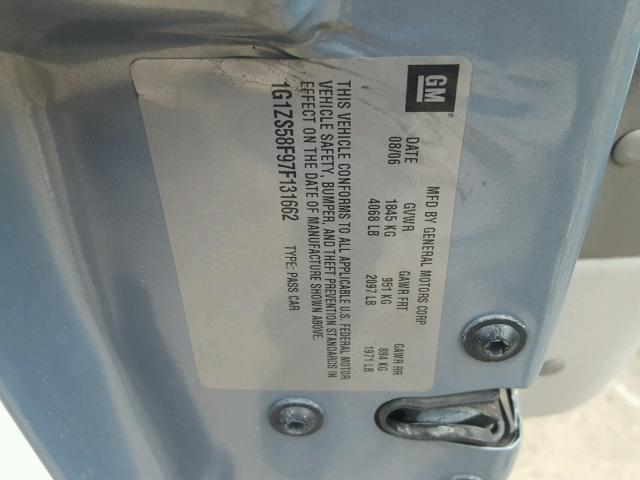 GM
MFD BY GENERAL MOTORS CORP
DATE GVWR GAWR FRT GAWR RR
08/06 1845 KG 951 KG 894 KG
4068 LB 2097 LB 1971 LB
THIS VEHICLE CONFORMS TO ALL APPLICABLE U.S. FEDERAL MOTOR
VEHICLE SAFETY, BUMPER, AND THEFT PREVENTION STANDARDS IN
EFFECT ON THE DATE OF MANUFACTURE SHOWN ABOVE.
1G1ZS58F97F131662 TYPE: PASS CAR